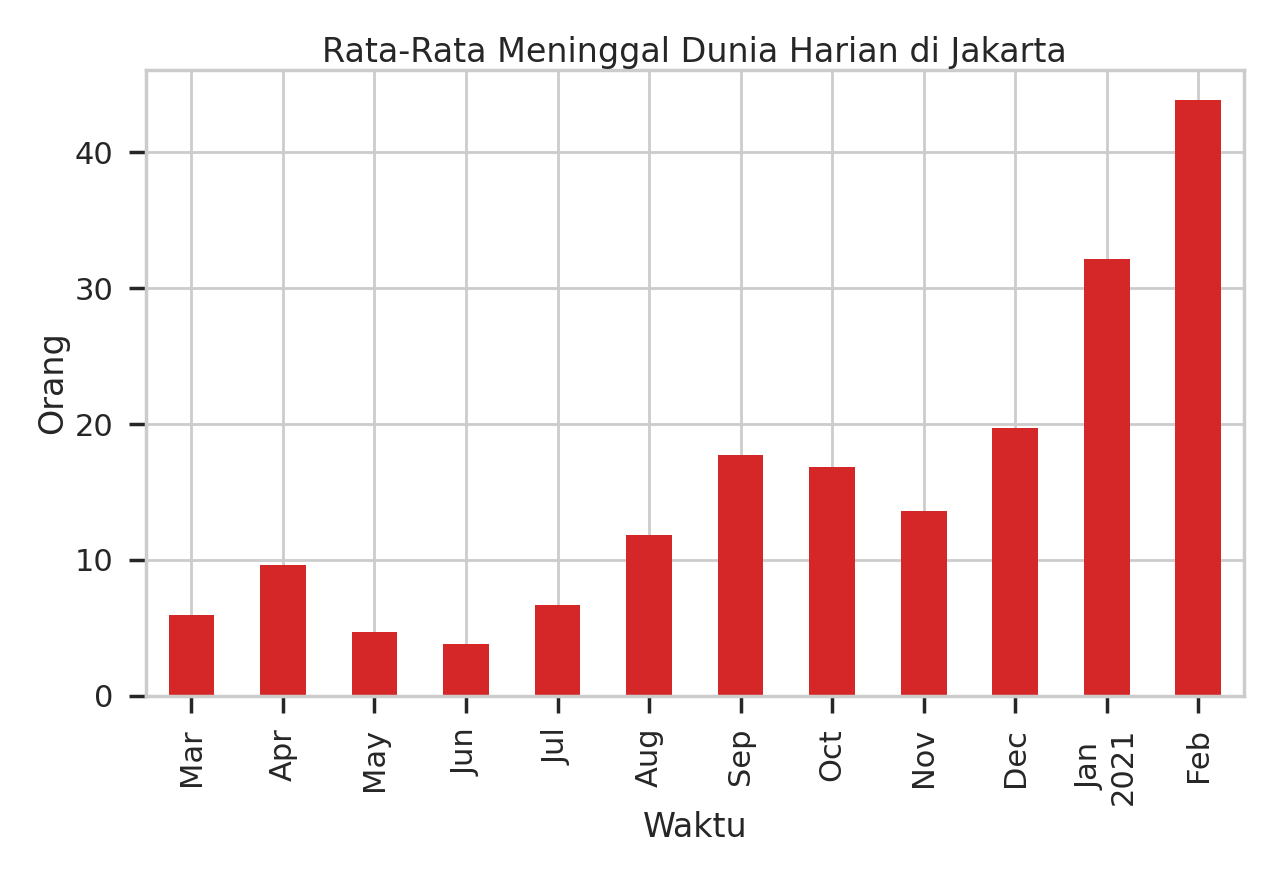 Rata-Rata Meninggal Dunia Harian di Jakarta
40
30
20
10
0
Orang
Mar
Apr
May
Jun
Jul
Aug
Sep
Oct
Nov
Dec
Jan
2021
Feb
Waktu